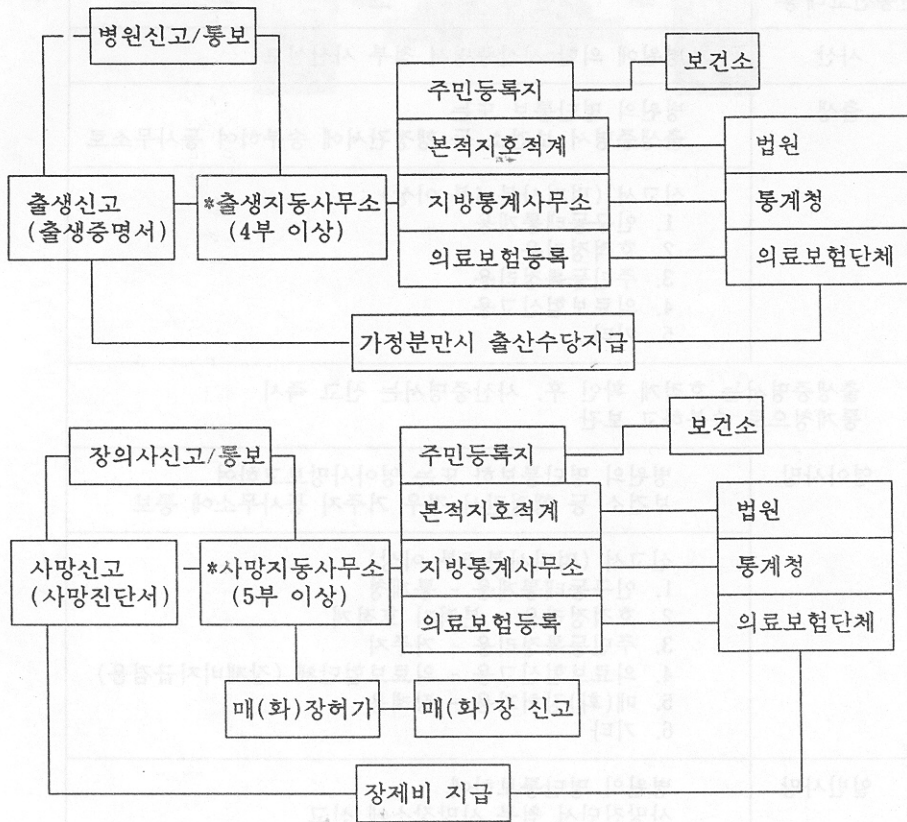 병원신고/통보
보건소
주민등록지
본적지호적계
법원
출생신고
(출생증명서)
*출생지동사무소
(4부 이상)
지방통계사무소
통계청
의료보험등록
의료보험단체
가정분만시 출산수당지급
장의사신고/통보
보건소
주민등록지
본적지호적계
법원
사망신고
(사망진단서)
*사망지동사무소
(5부 이상)
지방통계사무소
통계청
의료보험등록
의료보험단체
매(화)장허가
매(화)장 신고
장제비 지급